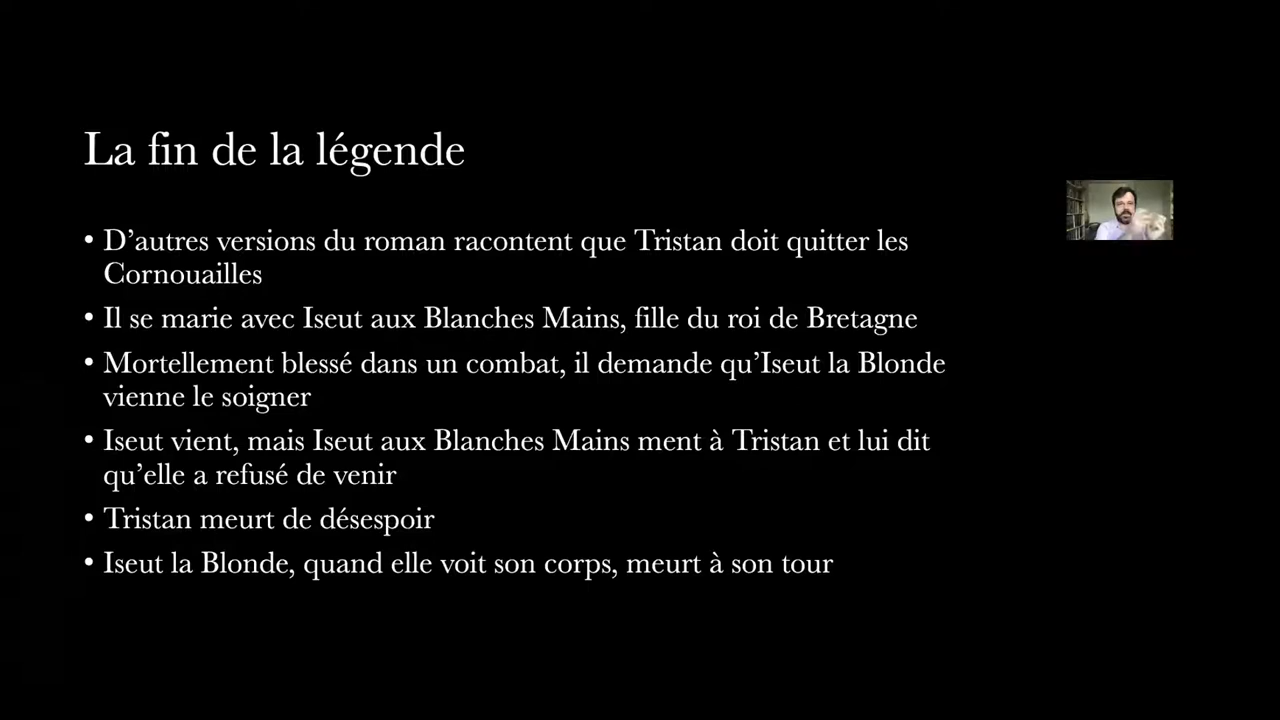 La fin de la légende
• D’autres versions du roman racontent que Tristan doit quitter les
Cornouailles
• Il se marie avec Iseut aux Blanches Mains, fille du roi de Bretagne
• Mortellement blessé dans un combat, il demande qu’Iseut la Blonde
vienne le soigner
• Iseut vient, mais Iseut aux Blanches Mains ment à Tristan et lui dit
qu’elle a refusé de venir
• Tristan meurt de désespoir
• Iseut la Blonde, quand elle voit son corps, meurt à son tour